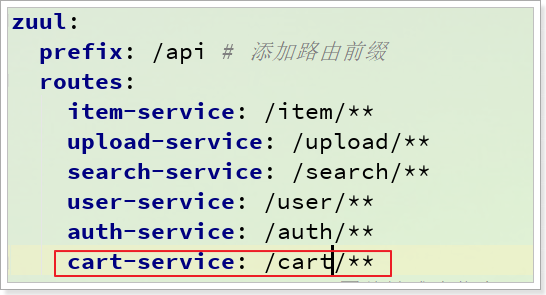 zuul:
prefix: /api # 添加路由前缀
routes:
item-service: /item/**
upload-service: /upload/**
search-service: /search/**
user-service: /user/**
auth-service: /auth/**
cart-service: /cart/**